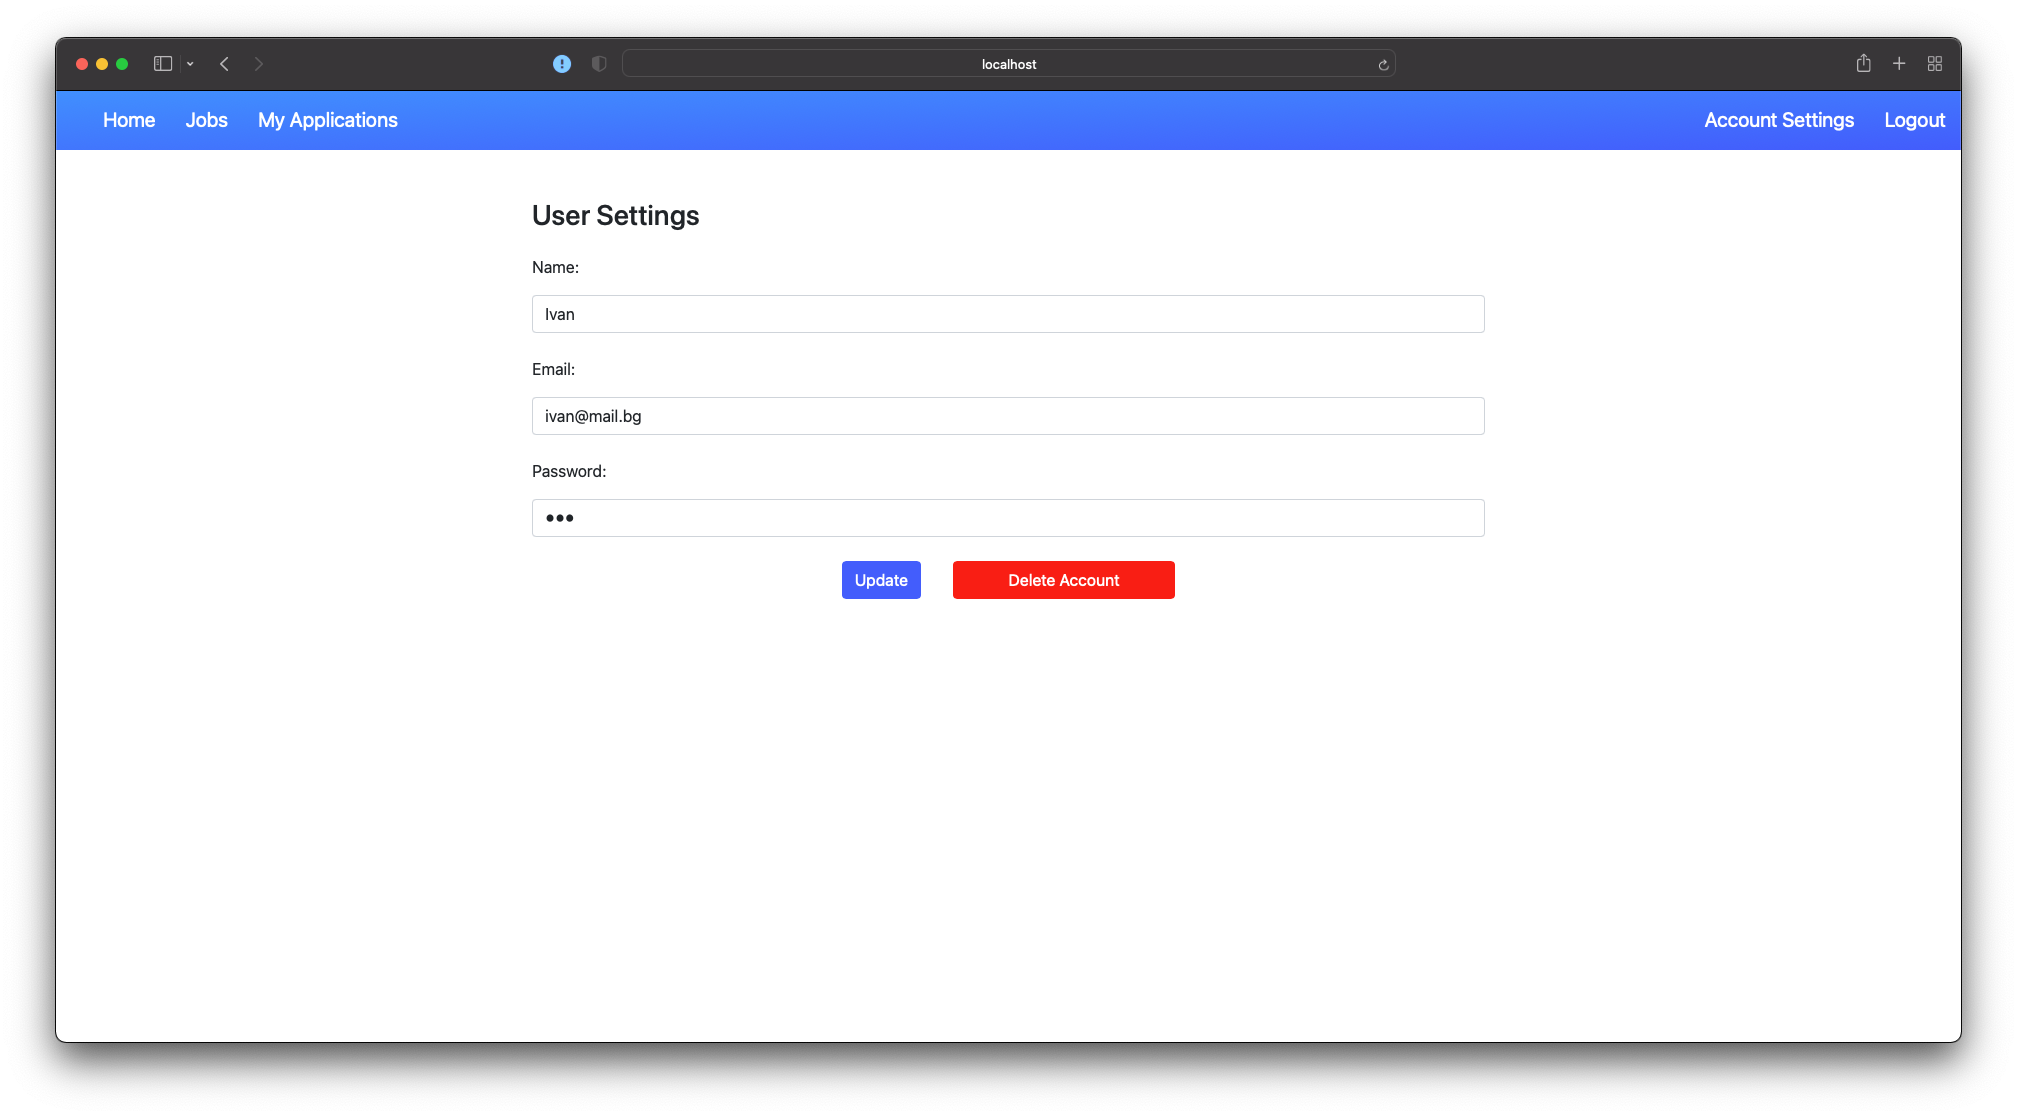 localhost
Home Jobs My Applications Account Settings Logout
User Settings
Name:
Ivan
Email:
ivan@mail.bg
Password:
•••
Update Delete Account